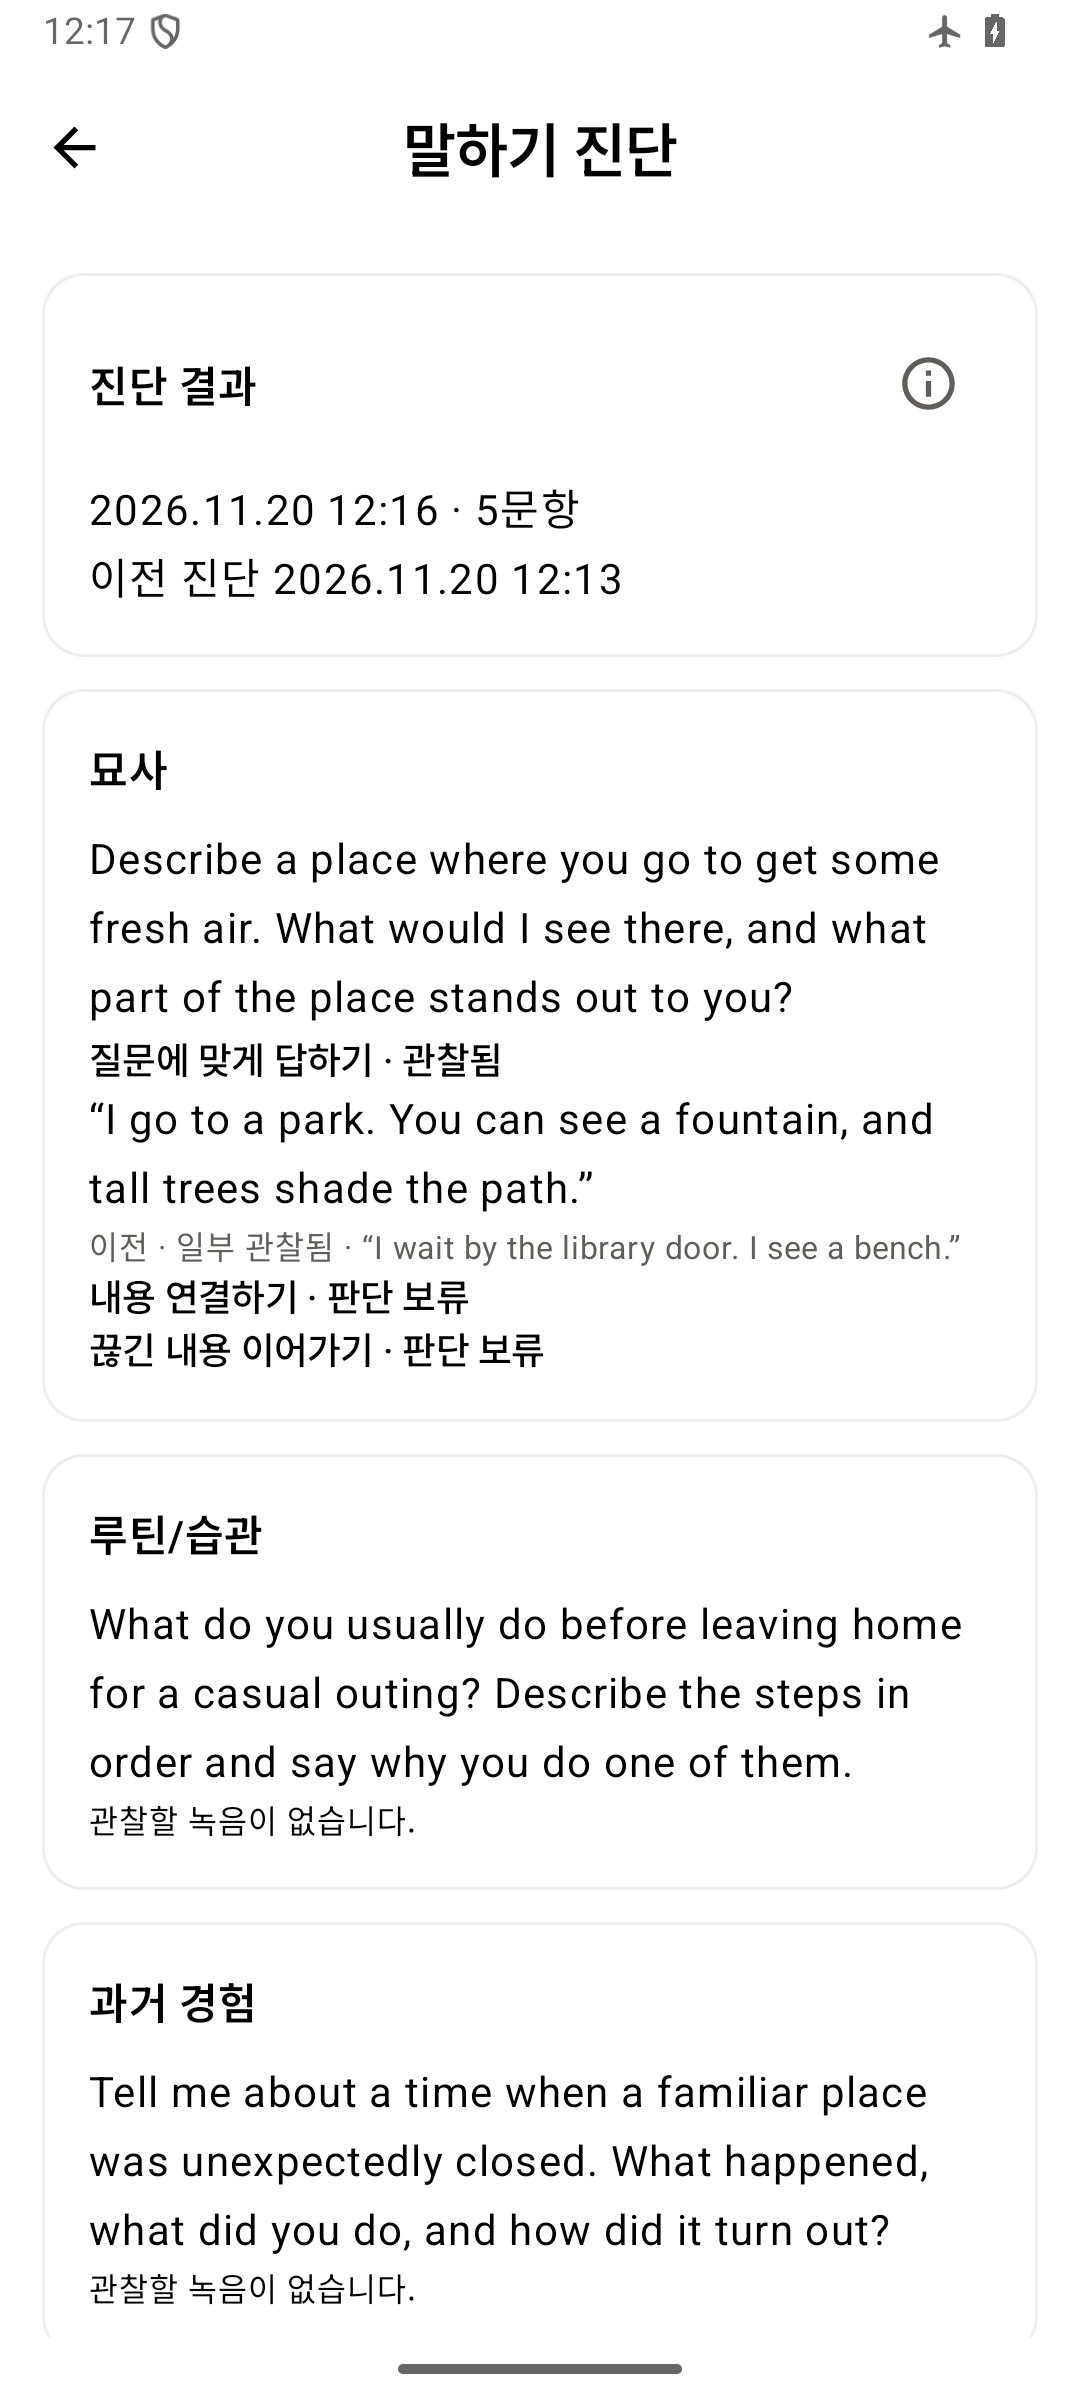 12:17
말하기 진단
진단 결과
2026.11.20 12:16 · 5문항
이전 진단 2026.11.20 12:13
묘사
Describe a place where you go to get some
fresh air. What would I see there, and what
part of the place stands out to you?
질문에 맞게 답하기 · 관찰됨
“I go to a park. You can see a fountain, and
tall trees shade the path.”
이전 · 일부 관찰됨 · “I wait by the library door. I see a bench.”
내용 연결하기 · 판단 보류
끊긴 내용 이어가기 · 판단 보류
루틴/습관
What do you usually do before leaving home
for a casual outing? Describe the steps in
order and say why you do one of them.
관찰할 녹음이 없습니다.
과거 경험
Tell me about a time when a familiar place
was unexpectedly closed. What happened,
what did you do, and how did it turn out?
관찰할 녹음이 없습니다.